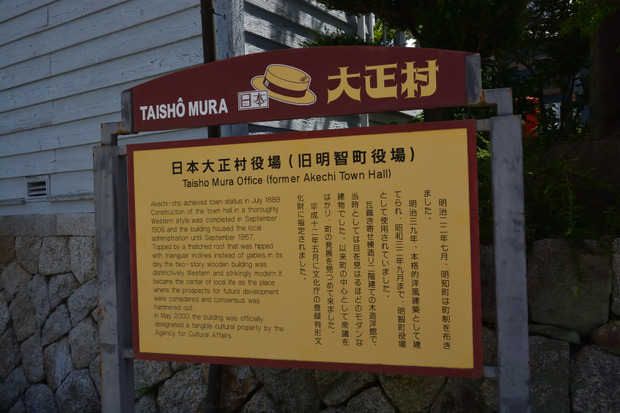 TAISHÔ MURA 日本 大正村
日本大正村役場（旧明智町役場）
Taisho Mura Office (former Akechi Town Hall)
Akechi-cho achieved town status in July 1889.
Construction of the town hall in a thoroughly
Western style was completed in September
1906 and the building housed the local
administration until September 1957.
Topped by a thatched roof that was hipped
with triangular inclines instead of gables, in its
day, the two-story wooden building was
distinctively Western and strikingly modern. It
became the center of local life as the place
where the prospects for future development
were considered and consensus was
hammered out.
In May 2000 the building was officially
designated a tangible cultural property by the
Agency for Cultural Affairs.
明治二二年七月、明知町は町制を布き
ました。
明治三九年、本格的洋風建築として建
てられ、昭和三二年九月まで、明智町役場
として使用されていました。
瓦葺き寄せ棟造り二階建ての木造洋館で、
当時としては目を見はるほどのモダンな
建物でした。以来町の中心として衆議を
はかり、町の発展を見つめて来ました。
平成十二年五月に文化庁の登録有形文
化財に指定されました。